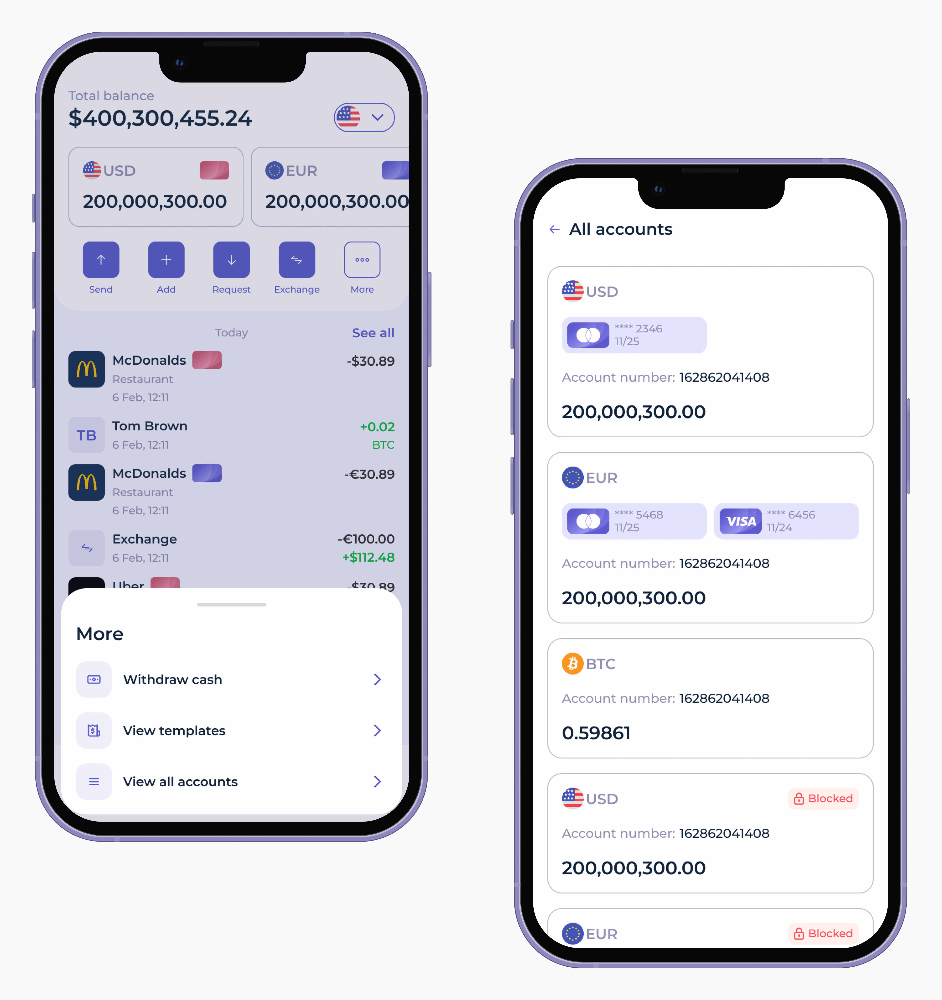 Total balance
$400,300,455.24
USD
200,000,300.00
EUR
200,000,300.00
Send
Add
Request
Exchange
More
Today
See all
McDonalds
-$30.89
Restaurant
6 Feb, 12:11
TB
Tom Brown
+0.02
6 Feb, 12:11
BTC
McDonalds
-€30.89
Restaurant
6 Feb, 12:11
Exchange
-€100.00
6 Feb, 12:11
+$112.48
Uber
-$30.89
More
Withdraw cash
View templates
View all accounts
All accounts
USD
**** 2346
11/25
Account number: 162862041408
200,000,300.00
EUR
**** 5468
11/25
VISA
**** 6456
11/24
Account number: 162862041408
200,000,300.00
BTC
Account number: 162862041408
0.59861
USD
Blocked
Account number: 162862041408
200,000,300.00
EUR
Blocked